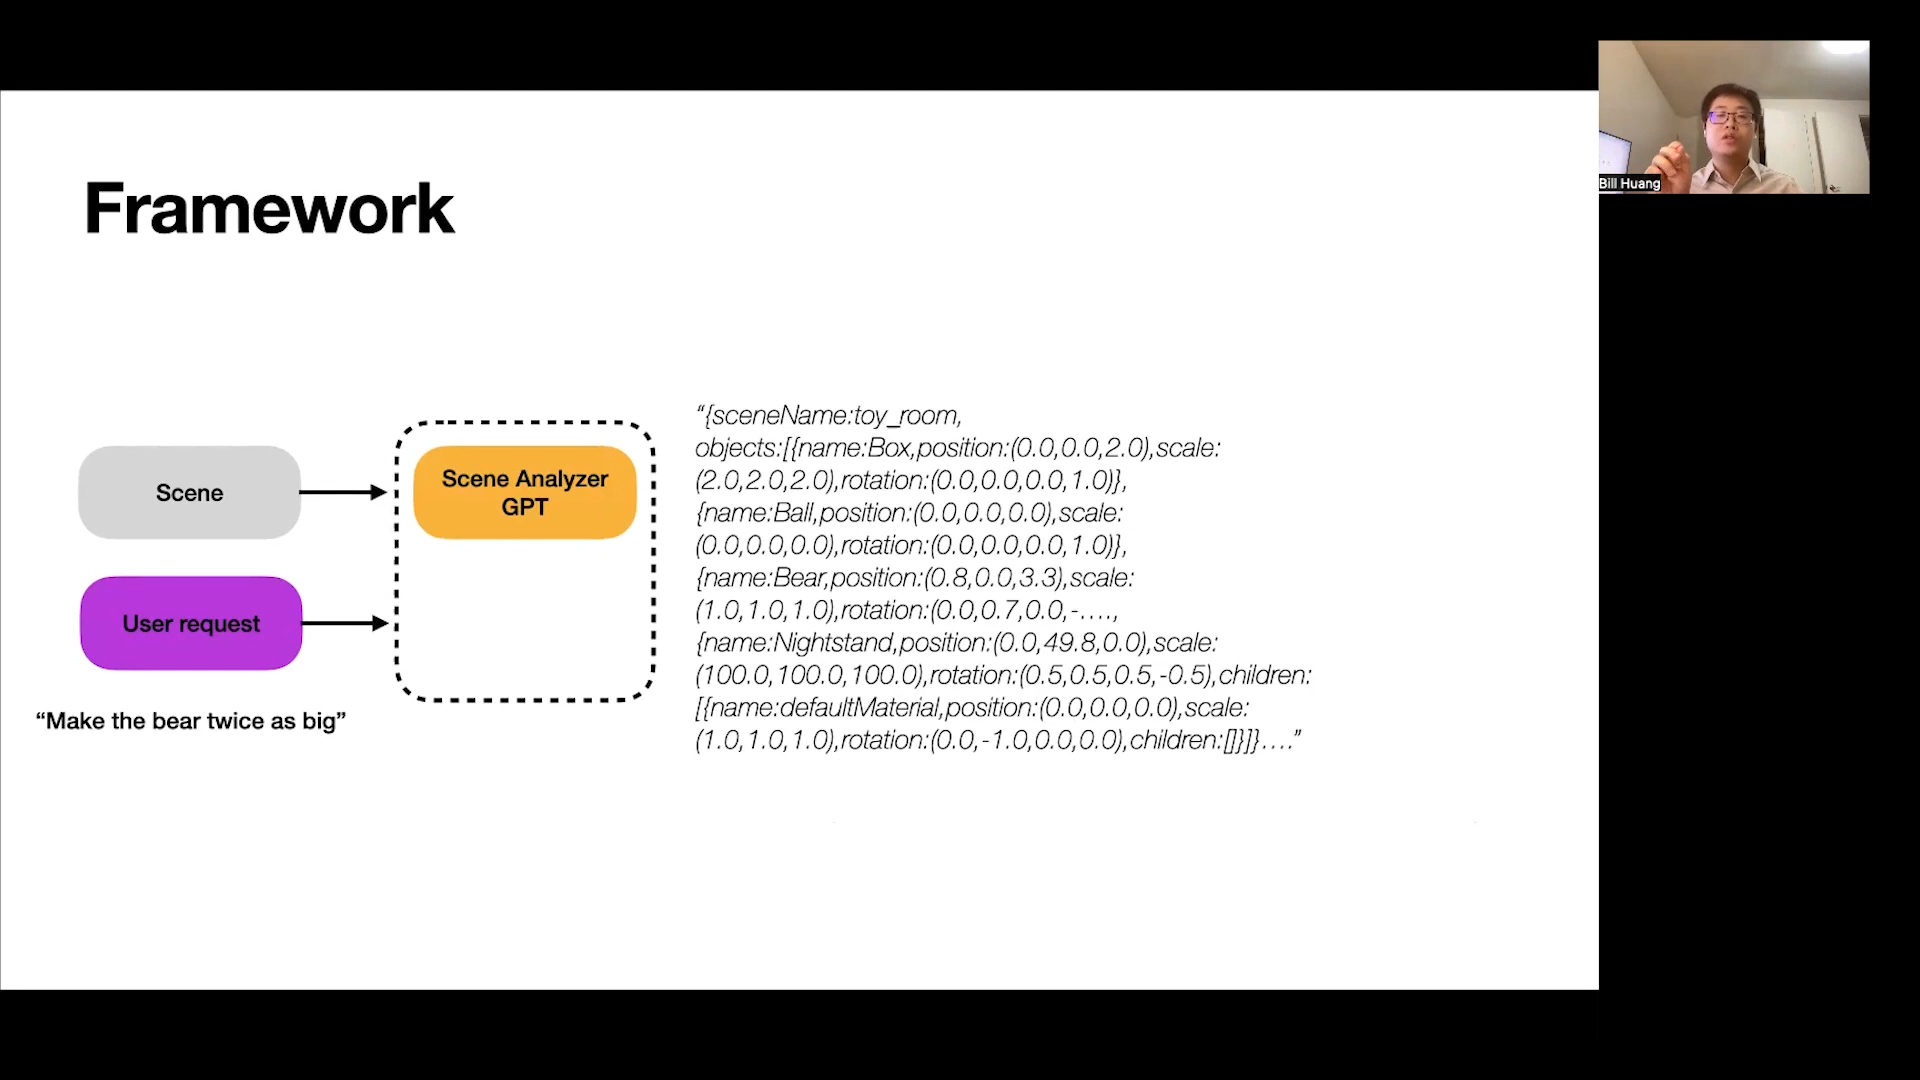 Framework
Scene
User request
"Make the bear twice as big"
Scene Analyzer
GPT
“{sceneName:toy_room,
objects:[{name:Box,position:(0.0,0.0,2.0),scale:
(2.0,2.0,2.0),rotation:(0.0,0.0,0.0,1.0)},
{name:Ball,position:(0.0,0.0,0.0),scale:
(0.0,0.0,0.0),rotation:(0.0,0.0,0.0,1.0)},
{name:Bear,position:(0.8,0.0,3.3),scale:
(1.0,1.0,1.0),rotation:(0.0,0.7,0.0,-....,
{name:Nightstand,position:(0.0,49.8,0.0),scale:
(100.0,100.0,100.0),rotation:(0.5,0.5,0.5,-0.5),children:
[{name:defaultMaterial,position:(0.0,0.0,0.0),scale:
(1.0,1.0,1.0),rotation:(0.0,-1.0,0.0,0.0),children:[]}]}....”
Bill Huang